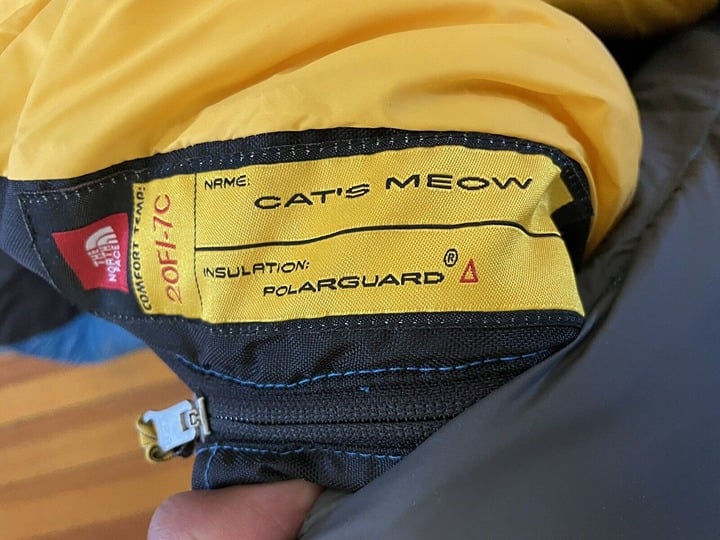 THE
NORTH
FACE
COMFORT TEMP:
20F/-7C
NAME:
CAT'S MEOW
INSULATION:
POLARGUARD® Δ